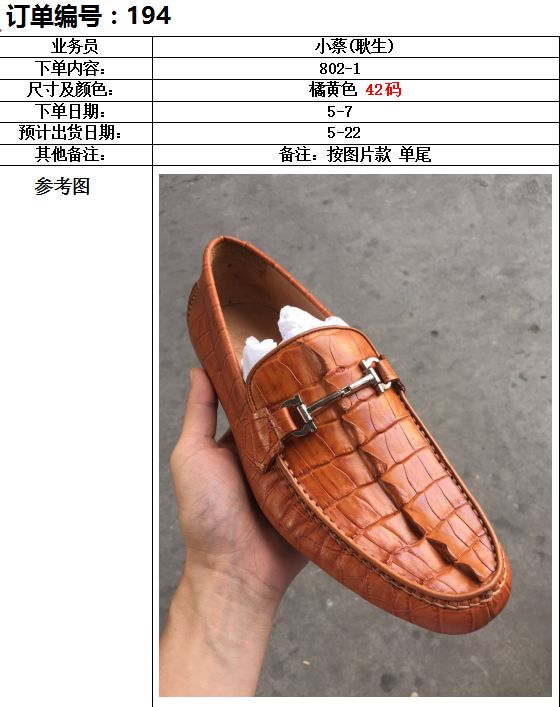 订单编号：194
业务员 小蔡(耿生)
下单内容： 802-1
尺寸及颜色： 橘黄色 42码
下单日期： 5-7
预计出货日期： 5-22
其他备注： 备注：按图片款 单尾
参考图